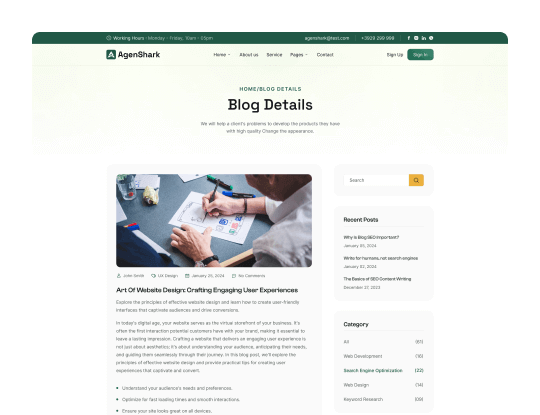 Working Hours : Monday - Friday, 10am - 05pm
agenshark@test.com
+3929 299 999
AgenShark
Home
About us
Service
Pages
Contact
Sign Up
Sign In
HOME/BLOG DETAILS
Blog Details
We will help a client's problems to develop the products they have
with high quality Change the appearance.
John Smith
UX Design
January 25, 2024
No Comments
Art Of Website Design: Crafting Engaging User Experiences
Explore the principles of effective website design and learn how to create user-friendly
interfaces that captivate audiences and drive conversions.
In today's digital age, your website serves as the virtual storefront of your business. It's
often the first interaction potential customers have with your brand, making it essential to
leave a lasting impression. Crafting a website that delivers an engaging user experience is
not just about aesthetics; it's about understanding your audience, anticipating their needs,
and guiding them seamlessly through their journey. In this blog post, we'll explore the
principles of effective website design and provide practical tips for creating user
experiences that captivate and convert.
Understand your audience's needs and preferences.
Optimize for fast loading times and smooth interactions.
Ensure your site looks great on all devices.
Search
Recent Posts
Why Is Blog SEO Important?
January 05, 2024
Write for humans, not search engines
January 02, 2024
The Basics of SEO Content Writing
December 27, 2023
Category
All
Web Development (16)
Search Engine Optimization (22)
Web Design (14)
Keyword Research (09)